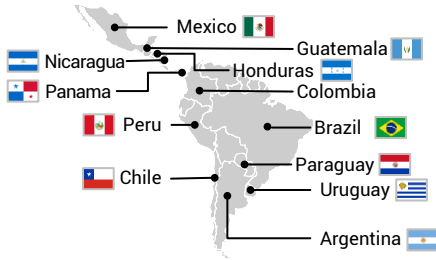 Mexico
Guatemala
Nicaragua
Honduras
Panama
Colombia
Peru
Brazil
Paraguay
Chile
Uruguay
Argentina